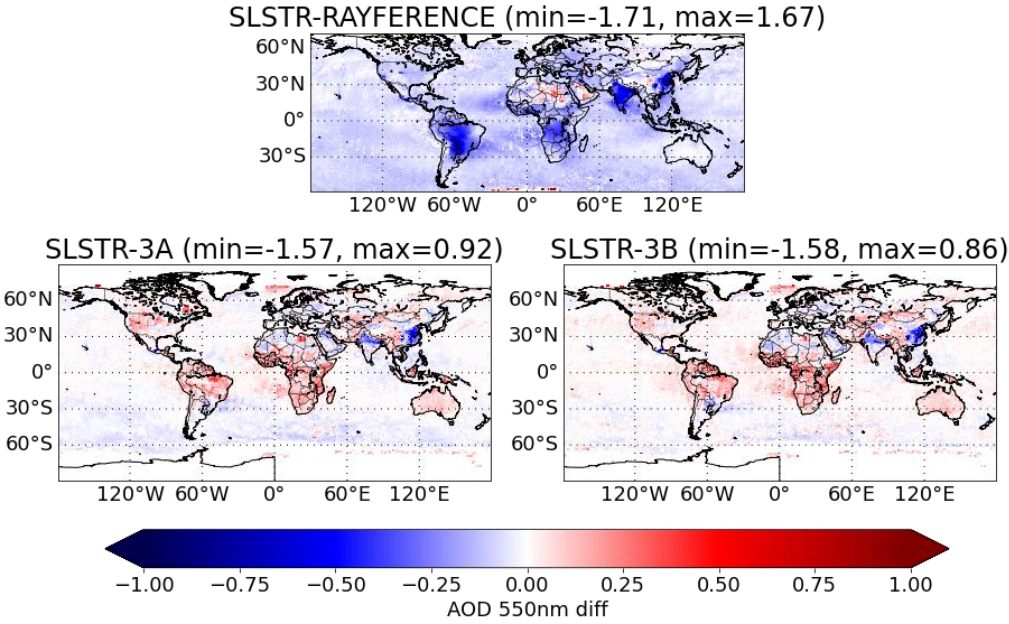 SLSTR-RAYFERENCE (min=-1.71, max=1.67)
60°N
30°N
0°
30°S
120°W 60°W 0° 60°E 120°E
SLSTR-3A (min=-1.57, max=0.92)
60°N
30°N
0°
30°S
60°S
120°W 60°W 0° 60°E 120°E
SLSTR-3B (min=-1.58, max=0.86)
60°N
30°N
0°
30°S
60°S
120°W 60°W 0° 60°E 120°E
−1.00 −0.75 −0.50 −0.25 0.00 0.25 0.50 0.75 1.00
AOD 550nm diff